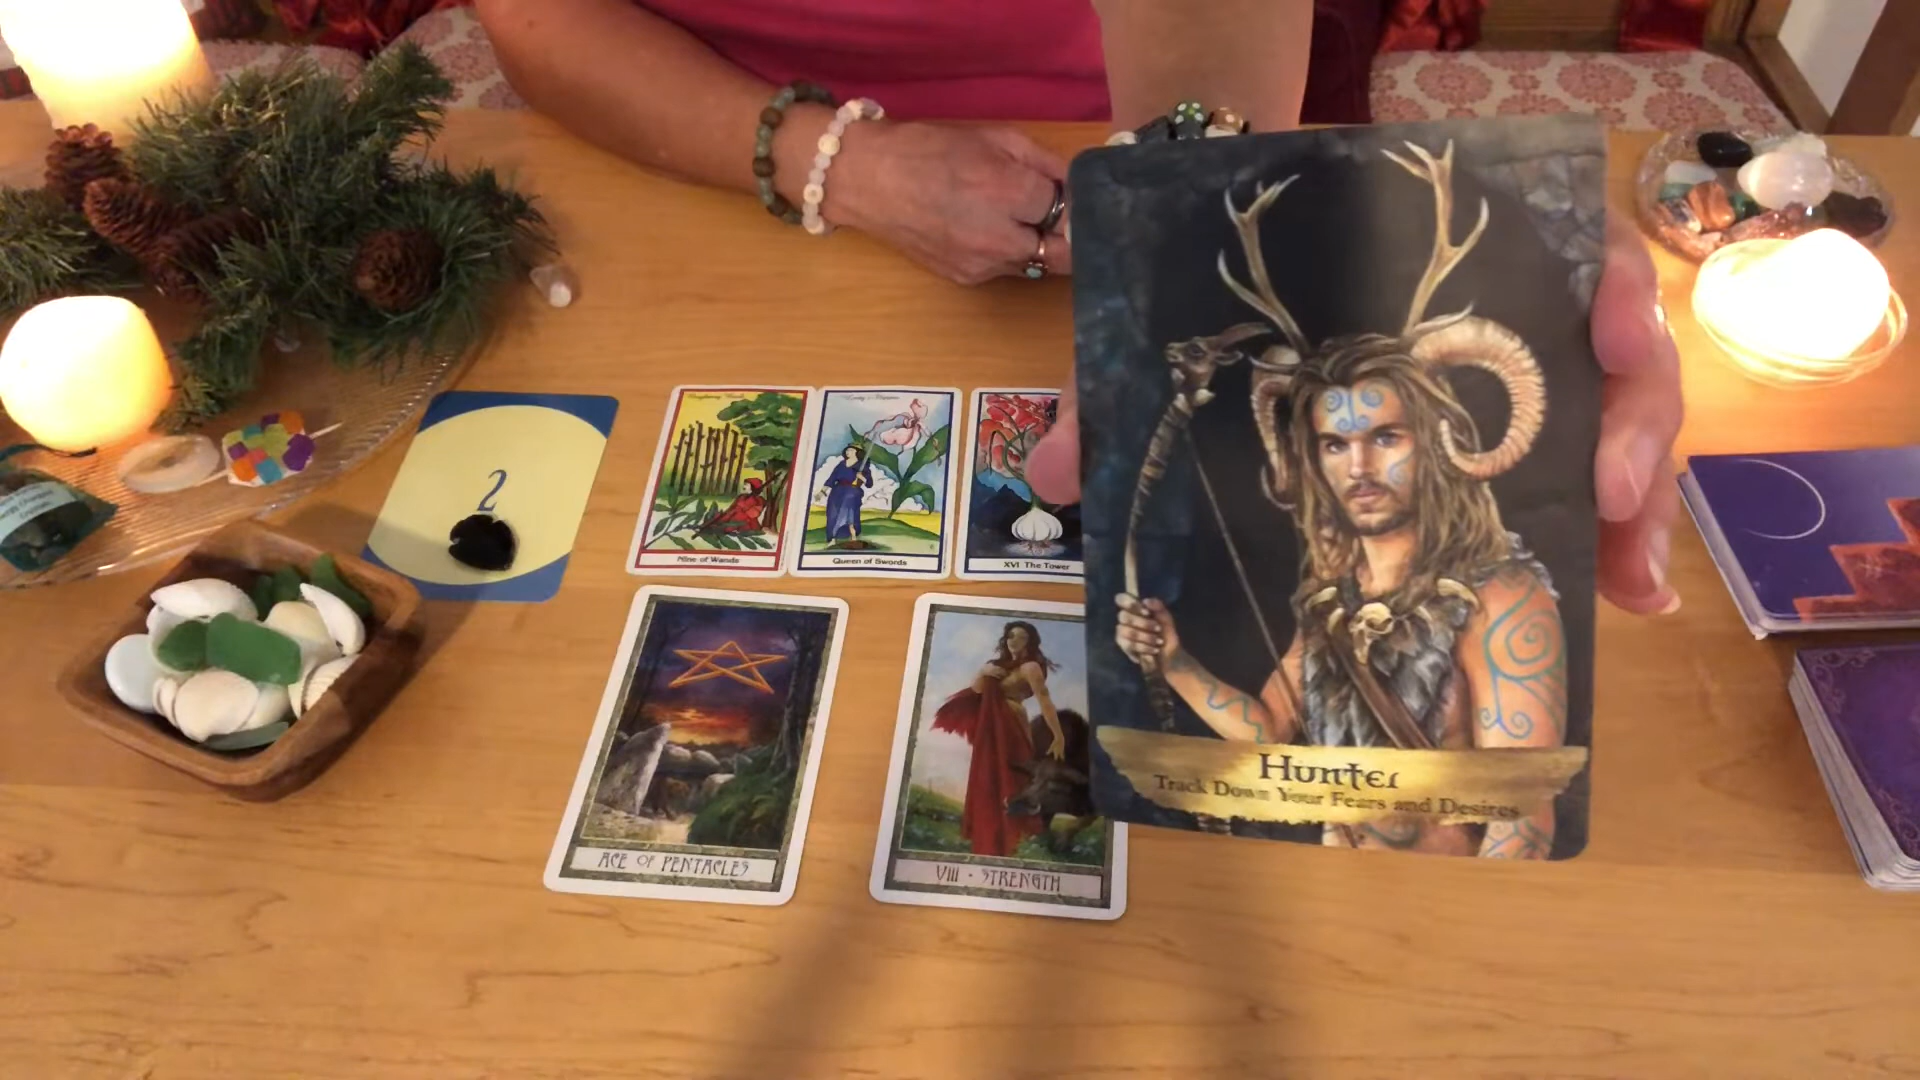 2
Nine of Wands
Queen of Swords
XVI The Tower
ACE OF PENTACLES
VIII • STRENGTH
Hunter
Track Down Your Fears and Desires